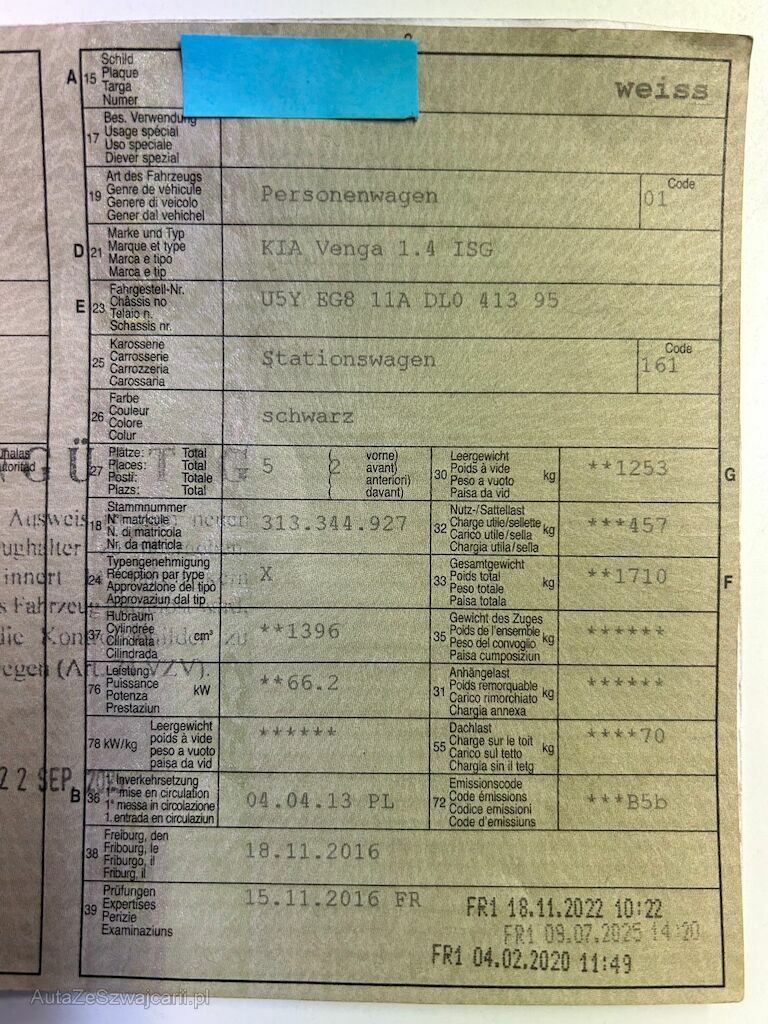 A 15 Schild
Plaque
Targa
Numer
weiss
17 Bes. Verwendung
Usage spécial
Uso speciale
Diever spezial
19 Art des Fahrzeugs
Genre de véhicule
Genere di veicolo
Gener dal vehichel
Personenwagen
Code
01
D 21 Marke und Typ
Marque et type
Marca e tipo
Marca e tip
KIA Venga 1.4 ISG
E 23 Fahrgestell-Nr.
Châssis no
Telaio n.
Schassis nr.
U5Y EG8 11A DL0 413 95
25 Karosserie
Carrosserie
Carrozzeria
Carossaria
Stationswagen
Code
161
26 Farbe
Couleur
Colore
Colur
schwarz
27 Plätze: Total
Places: Total
Posti: Totale
Plazs: Total
5 (2 vorne)
avant)
anteriori)
davant)
30 Leergewicht
Poids à vide
Peso a vuoto
Paisa da vid
kg
**1253
G
18 Stammnummer
N° matricule
N. di matricola
Nr. da matricla
313.344.927
32 Nutz-/Sattellast
Charge utile/sellette
Carico utile/sella
Chargia utila/sella
kg
***457
24 Typengenehmigung
Réception par type
Approvazione del tipo
Approvaziun dal tip
X
33 Gesamtgewicht
Poids total
Peso totale
Paisa totala
kg
**1710
F
37 Hubraum
Cylindrée
Cilindrata
Cilindrada
cm³
**1396
35 Gewicht des Zuges
Poids de l'ensemble
Peso del convoglio
Paisa cumposiziun
kg
******
76 Leistung
Puissance
Potenza
Prestaziun
kW
**66.2
31 Anhängelast
Poids remorquable
Carico rimorchiato
Chargia annexa
kg
******
78 kW/kg Leergewicht
poids à vide
peso a vuoto
paisa da vid
******
55 Dachlast
Charge sur le toit
Carico sul tetto
Chargia sin il tetg
kg
****70
B 36 1. Inverkehrsetzung
1re mise en circulation
1a messa in circolazione
1. entrada en circulaziun
04.04.13 PL
72 Emissionscode
Code émissions
Codice emissioni
Code d'emissiuns
***B5b
38 Freiburg, den
Fribourg, le
Friburgo, il
Friburg, il
18.11.2016
39 Prüfungen
Expertises
Perizie
Examinaziuns
15.11.2016 FR
FR1 18.11.2022 10:22
FR1 09.07.2025 14:20
FR1 04.02.2020 11:49
Ausweis
innert
22 SEP.
AutaZeSzwajcarii.pl